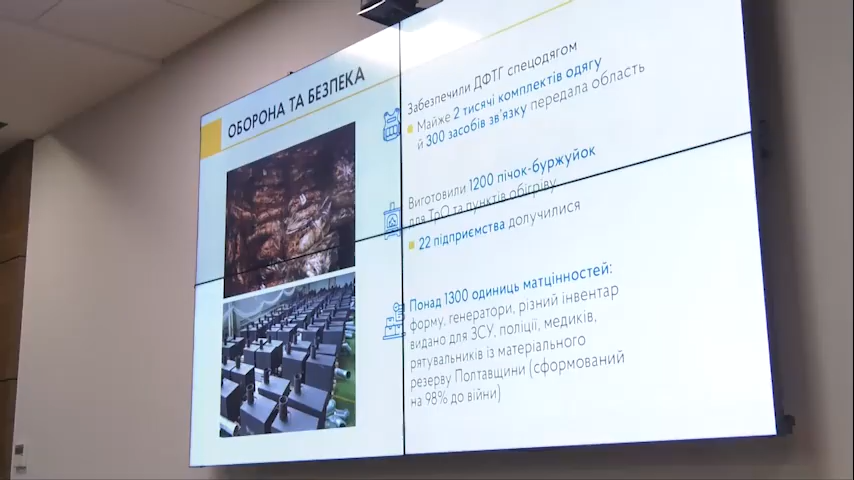 ОБОРОНА ТА БЕЗПЕКА
Забезпечили ДФТГ спецодягом
Майже 2 тисячі комплектів одягу
й 300 засобів зв'язку передала область
Виготовили 1200 пічок-буржуйок
для ТрО та пунктів обігріву
22 підприємства долучилися
Понад 1300 одиниць матцінностей:
форму, генератори, різний інвентар
видано для ЗСУ, поліції, медиків,
рятувальників із матеріального
резерву Полтавщини (сформований
на 98% до війни)